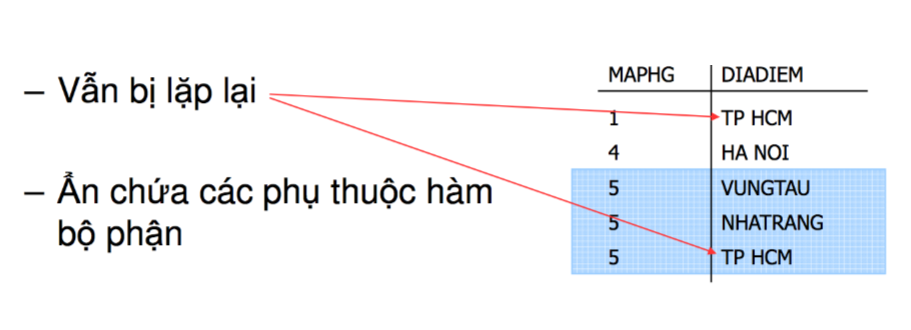 – Vẫn bị lặp lại
– Ẩn chứa các phụ thuộc hàm
bộ phận
MAPHG DIADIEM
1 TP HCM
4 HA NOI
5 VUNGTAU
5 NHATRANG
5 TP HCM